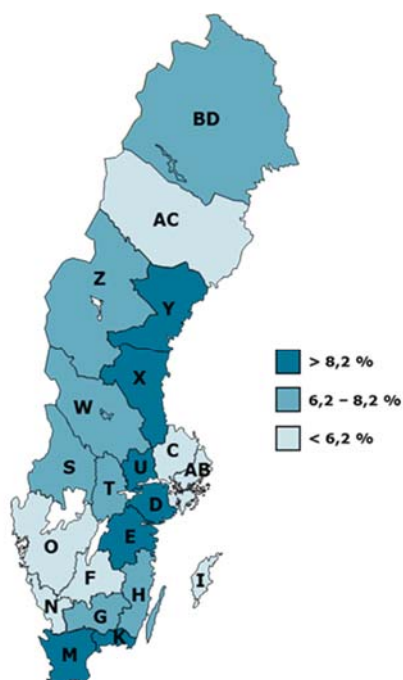 BD
AC
Z
Y
X
W
> 8,2 %
6,2 – 8,2 %
< 6,2 %
C
AB
S
T
U
D
O
E
F
I
H
N
G
K
M